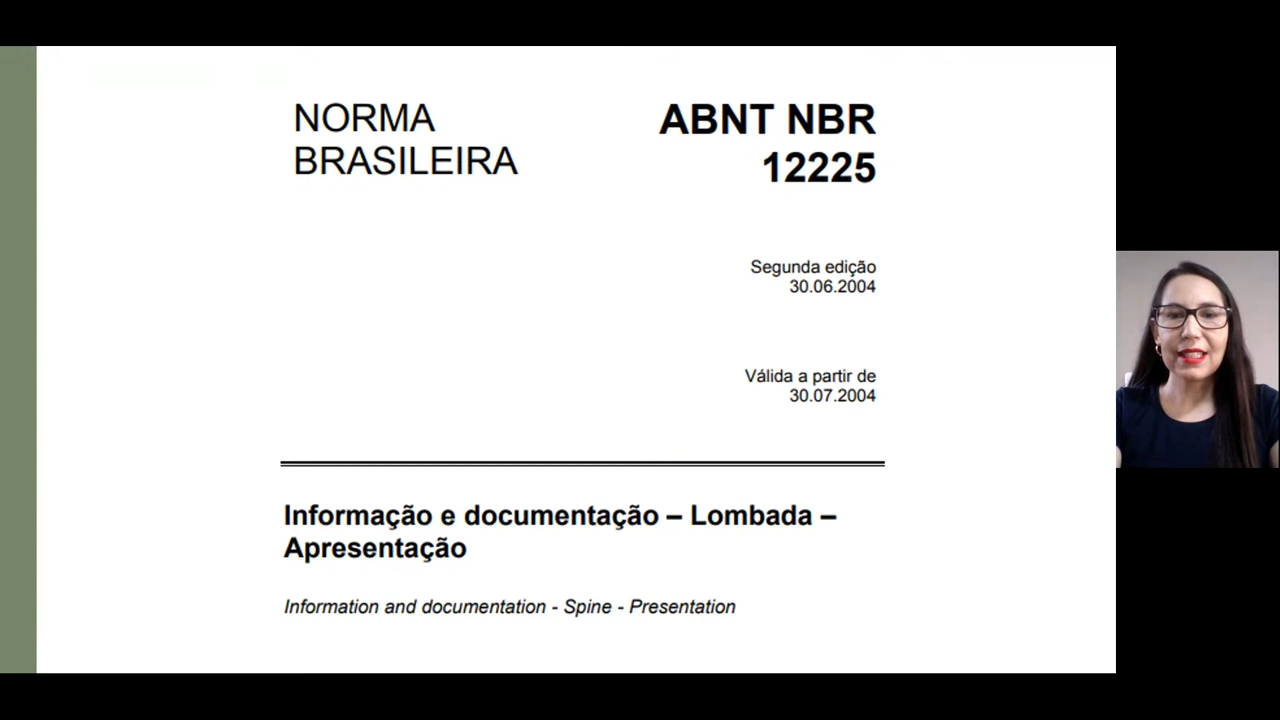 NORMA
BRASILEIRA
ABNT NBR
12225
Segunda edição
30.06.2004
Válida a partir de
30.07.2004
Informação e documentação – Lombada –
Apresentação
Information and documentation - Spine - Presentation